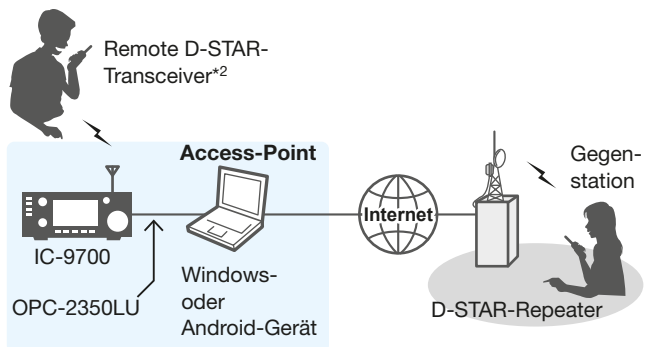 Remote D-STAR-
Transceiver*2
Access-Point
IC-9700
OPC-2350LU
Windows-
oder
Android-Gerät
Internet
Gegen-
station
D-STAR-Repeater